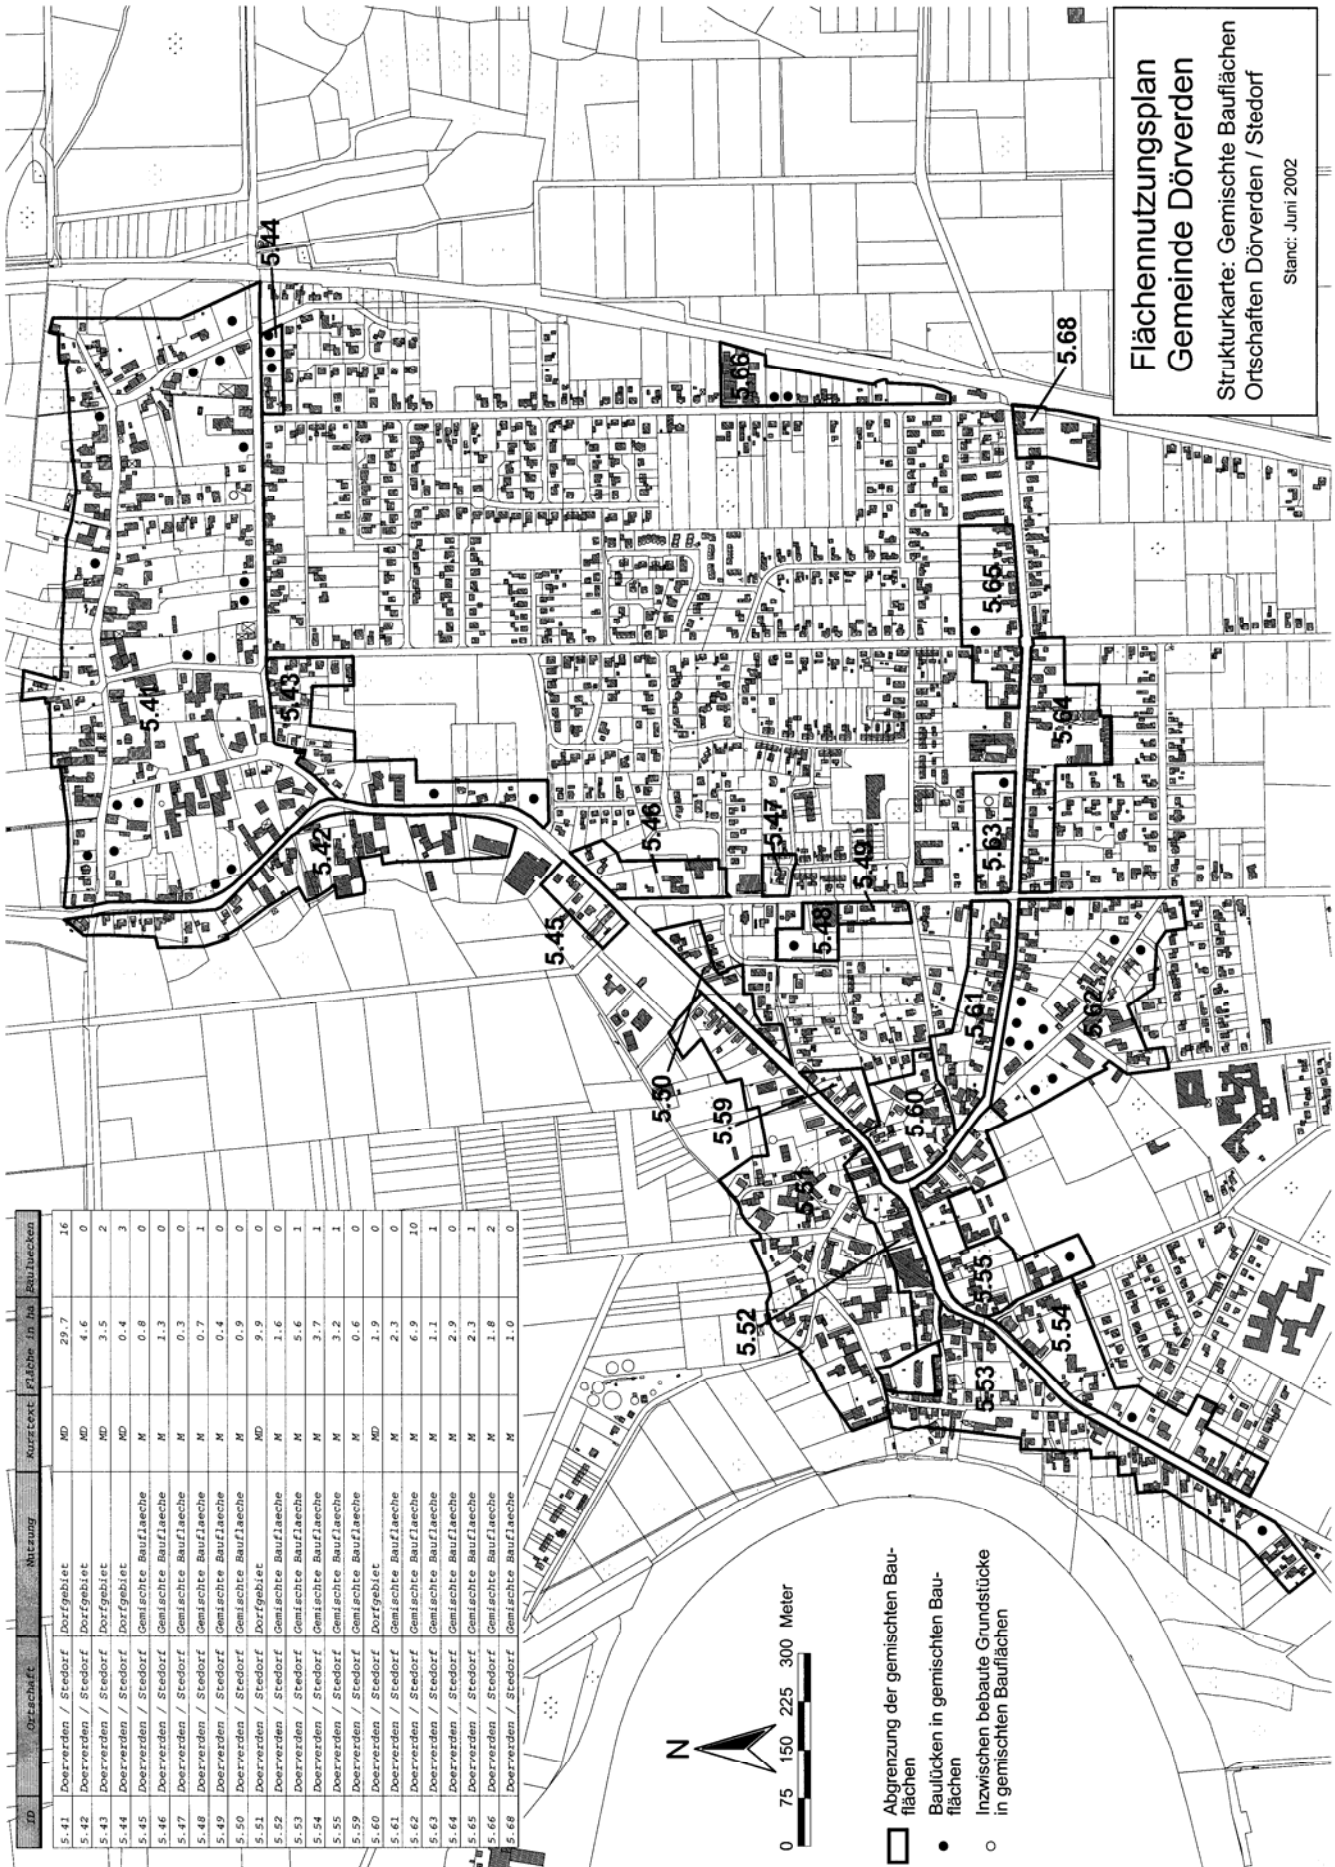 Flächennutzungsplan
Gemeinde Dörverden
Strukturkarte: Gemischte Bauflächen
Ortschaften Dörverden / Stedorf
Stand: Juni 2002
ID Ortschaft Nutzung Kurztext Fläche in ha Bauluecken
5.41 Doerverden / Stedorf Dorfgebiet MD 29.7 16
5.42 Doerverden / Stedorf Dorfgebiet MD 4.6 0
5.43 Doerverden / Stedorf Dorfgebiet MD 3.5 2
5.44 Doerverden / Stedorf Dorfgebiet MD 0.4 3
5.45 Doerverden / Stedorf Gemischte Bauflaeche M 0.8 0
5.46 Doerverden / Stedorf Gemischte Bauflaeche M 1.3 0
5.47 Doerverden / Stedorf Gemischte Bauflaeche M 0.3 0
5.48 Doerverden / Stedorf Gemischte Bauflaeche M 0.7 1
5.49 Doerverden / Stedorf Gemischte Bauflaeche M 0.4 0
5.50 Doerverden / Stedorf Gemischte Bauflaeche M 0.9 0
5.51 Doerverden / Stedorf Dorfgebiet MD 9.9 0
5.52 Doerverden / Stedorf Gemischte Bauflaeche M 1.6 0
5.53 Doerverden / Stedorf Gemischte Bauflaeche M 5.6 1
5.54 Doerverden / Stedorf Gemischte Bauflaeche M 3.7 1
5.55 Doerverden / Stedorf Gemischte Bauflaeche M 3.2 1
5.59 Doerverden / Stedorf Gemischte Bauflaeche M 0.6 0
5.60 Doerverden / Stedorf Dorfgebiet MD 1.9 0
5.61 Doerverden / Stedorf Gemischte Bauflaeche M 2.3 0
5.62 Doerverden / Stedorf Gemischte Bauflaeche M 6.9 10
5.63 Doerverden / Stedorf Gemischte Bauflaeche M 1.1 1
5.64 Doerverden / Stedorf Gemischte Bauflaeche M 2.9 0
5.65 Doerverden / Stedorf Gemischte Bauflaeche M 2.3 1
5.66 Doerverden / Stedorf Gemischte Bauflaeche M 1.8 2
5.68 Doerverden / Stedorf Gemischte Bauflaeche M 1.0 0
5.41
5.42
5.43
5.44
5.45
5.46
5.47
5.48
5.49
5.50
5.51
5.52
5.53
5.54
5.55
5.59
5.60
5.61
5.62
5.63
5.64
5.65
5.66
5.68
N
0 75 150 225 300 Meter
Abgrenzung der gemischten Bau-
flächen
Baulücken in gemischten Bau-
flächen
Inzwischen bebaute Grundstücke
in gemischten Bauflächen